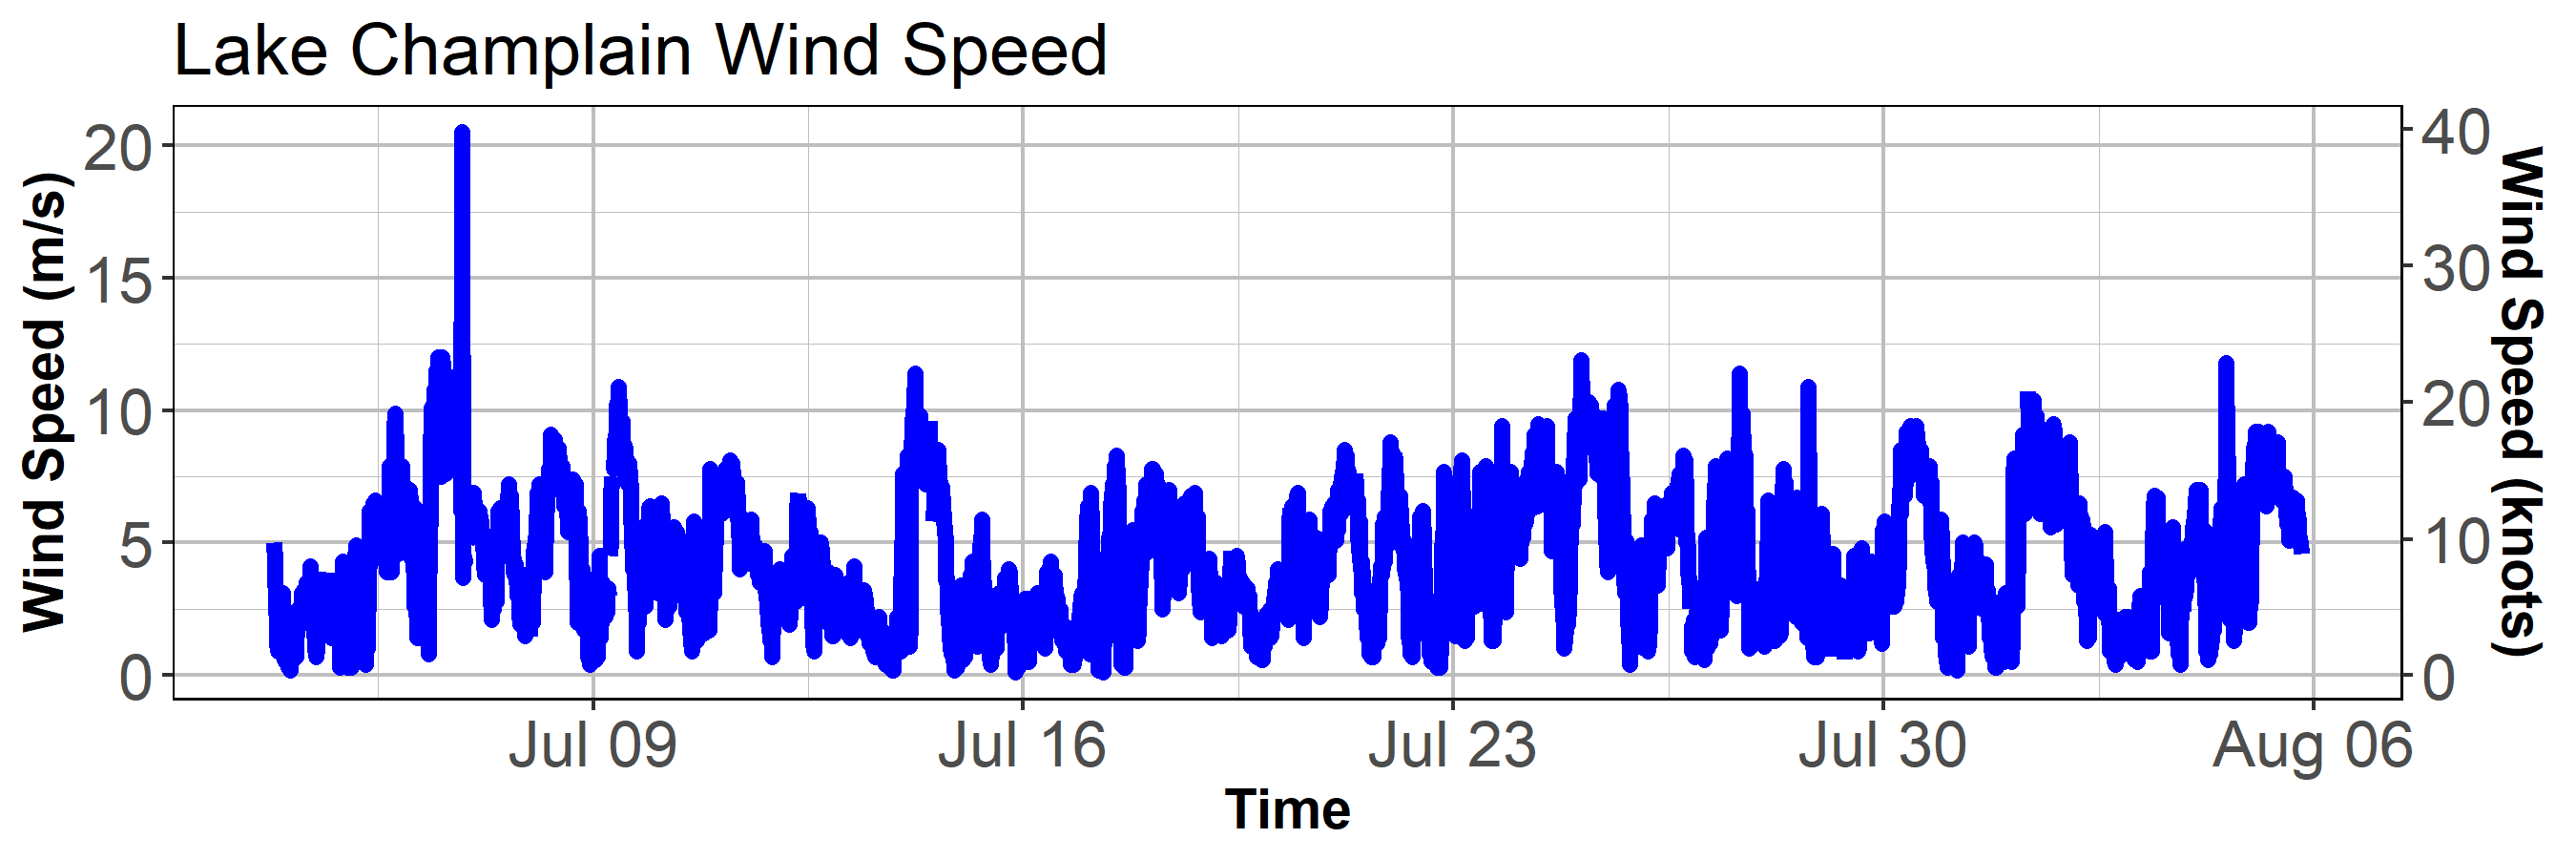 Lake Champlain Wind Speed
Wind Speed (m/s)
20
15
10
5
0
40
30
20
10
0
Wind Speed (knots)
Jul 09
Jul 16
Jul 23
Jul 30
Aug 06
Time